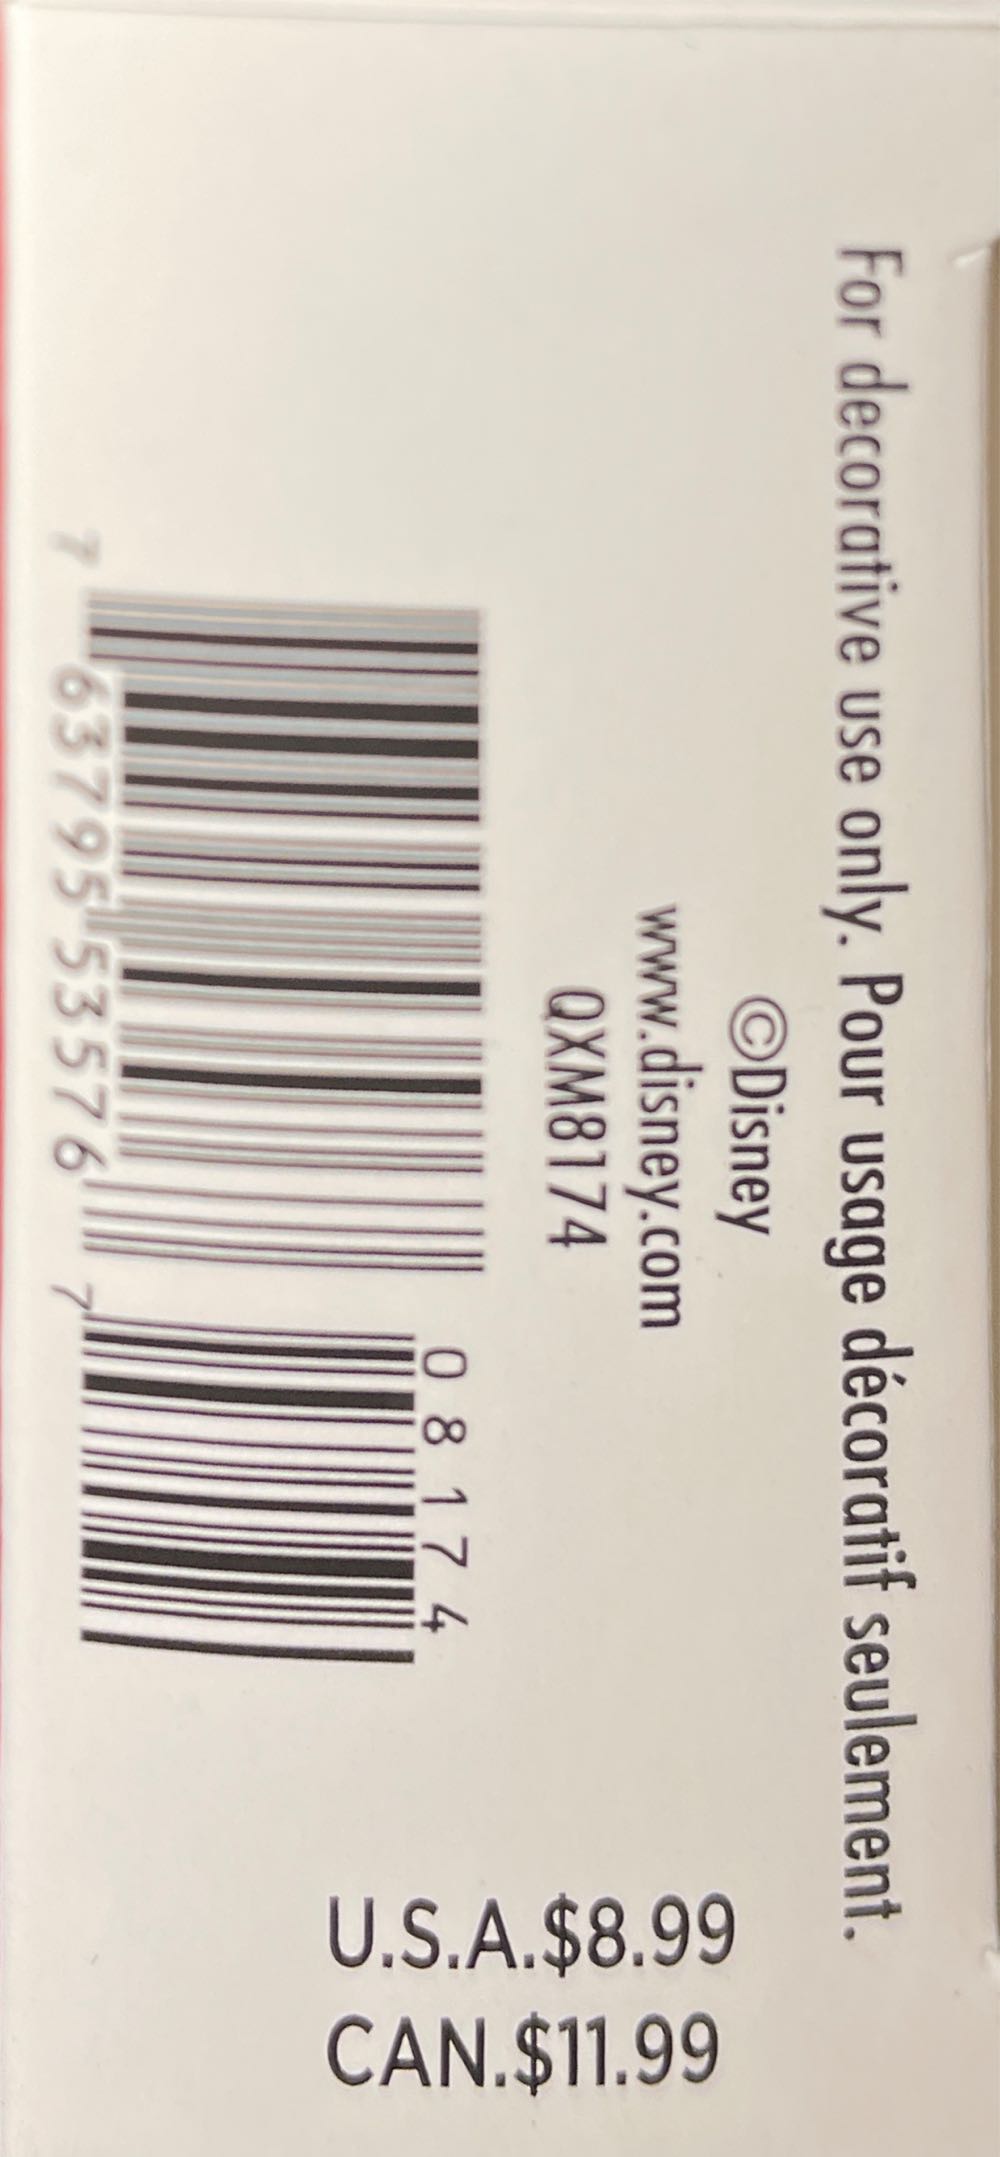 For decorative use only. Pour usage décoratif seulement.
©Disney
www.disney.com
QXM8174
0 8 1 7 4
7 63795 53576 7
U.S.A.$8.99
CAN.$11.99